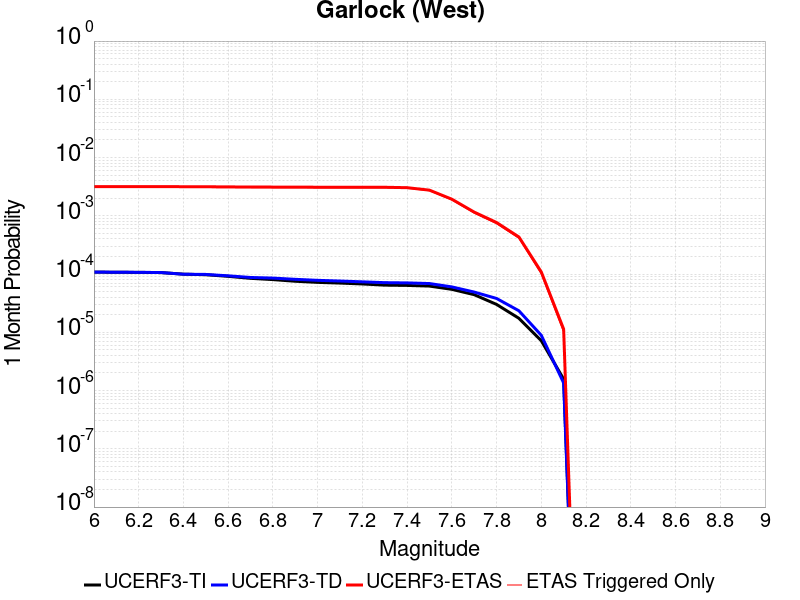 Garlock (West)
10^0
10^-1
10^-2
10^-3
10^-4
10^-5
10^-6
10^-7
10^-8
1 Month Probability
6 6.2 6.4 6.6 6.8 7 7.2 7.4 7.6 7.8 8 8.2 8.4 8.6 8.8 9
Magnitude
UCERF3-TI UCERF3-TD UCERF3-ETAS ETAS Triggered Only